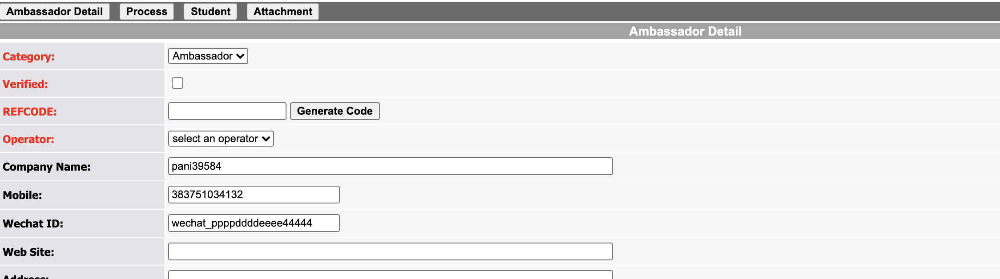 Ambassador Detail Process Student Attachment
Ambassador Detail
Category: Ambassador
Verified:
REFCODE: Generate Code
Operator: select an operator
Company Name: pani39584
Mobile: 383751034132
Wechat ID: wechat_ppppddddeeee44444
Web Site:
Address: